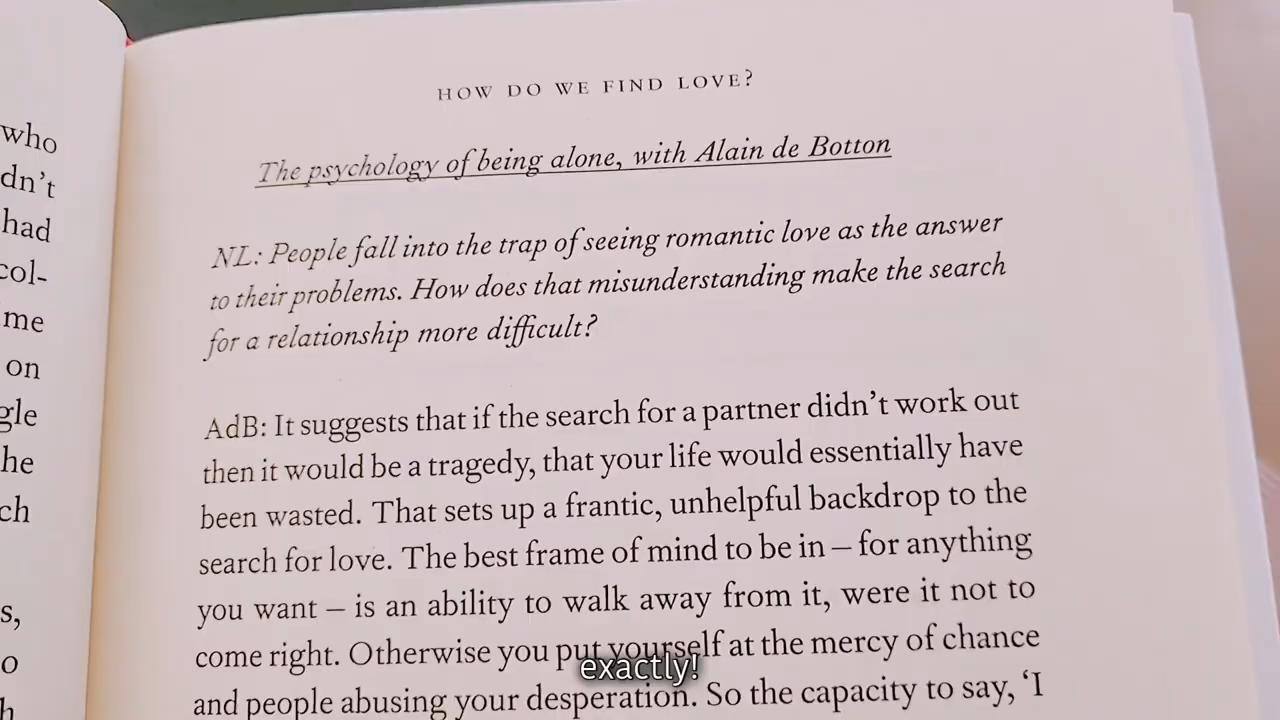 who
dn't
had
col-
me
on
gle
he
ch
s,
o
h
HOW DO WE FIND LOVE?
The psychology of being alone, with Alain de Botton
NL: People fall into the trap of seeing romantic love as the answer
to their problems. How does that misunderstanding make the search
for a relationship more difficult?
AdB: It suggests that if the search for a partner didn't work out
then it would be a tragedy, that your life would essentially have
been wasted. That sets up a frantic, unhelpful backdrop to the
search for love. The best frame of mind to be in – for anything
you want – is an ability to walk away from it, were it not to
come right. Otherwise you put yourself at the mercy of chance
and people abusing your desperation. So the capacity to say, ‘I
exactly!